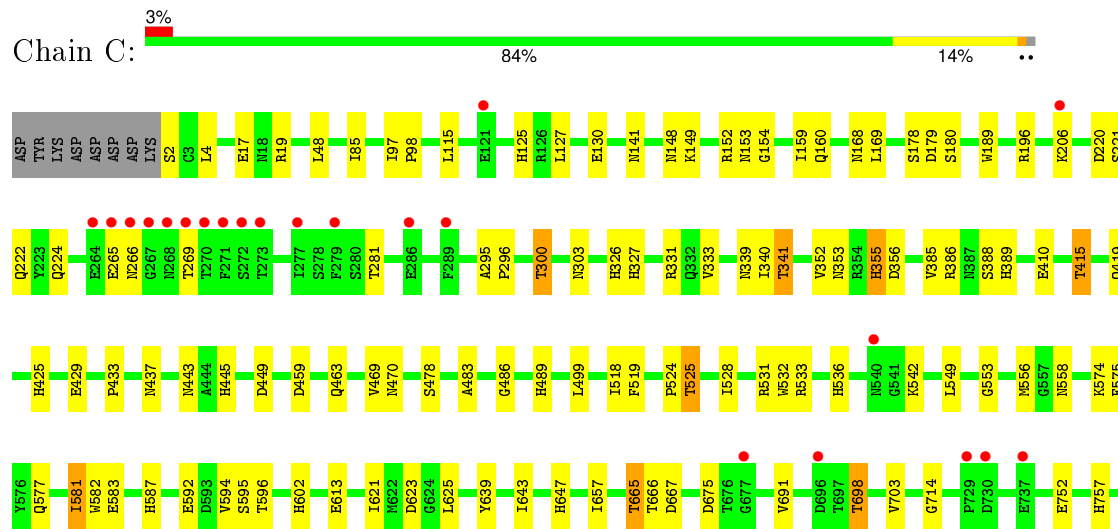 3%
Chain C:
84% 14% ••
ASP TYR LYS ASP ASP ASP ASP LYS S2 C3 L4 E17 N18 R19 L48 I85 I97 P98 L115 E121 H125 R126 L127 E130 N141 N148 K149 R152 N153 G154 I159 Q160 N168 L169 S178 D179 S180 W189 R196 K206 D220 S221
Q222 Y223 Q224 E264 E265 N266 G267 N268 T269 T270 F271 S272 T273 I277 S278 F279 S280 T281 E286 F289 A295 P296 T300 N303 H326 H327 R331 Q332 V333 N339 I340 T341 V352 N353 R354 H355 D356 V385 R386 N387 S388 H389 E410 T415
H425 E429 P433 N437 N443 A444 H445 D449 D459 Q463 V469 N470 S478 A483 G486 H489 L499 I518 F519 P524 T525 I528 R531 W532 R533 H536 N540 G541 K542 L549 G553 M556 G557 N558 K574
Y576 Q577 I581 W582 E583 H587 E592 D593 V594 S595 T596 H602 E613 I621 M622 D623 G624 L625 Y639 I643 H647 I657 T665 T666 D667 D675 T676 G677 V691 D696 T697 T698 V703 G714 P729 D730 E737 E752 H757